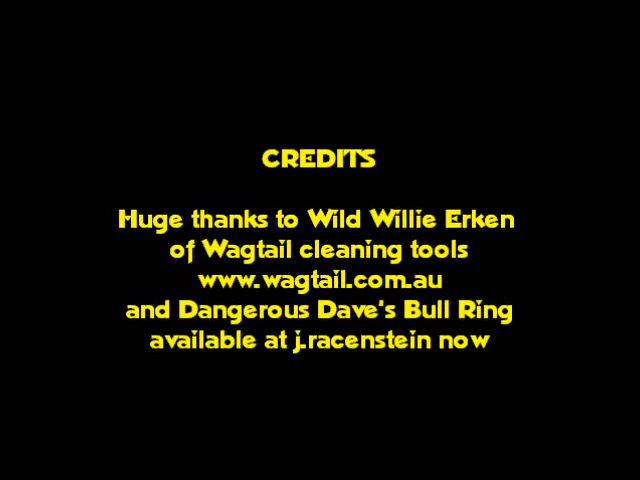 CREDITS
Huge thanks to Wild Willie Erken
of Wagtail cleaning tools
www.wagtail.com.au
and Dangerous Dave's Bull Ring
available at j.racenstein now